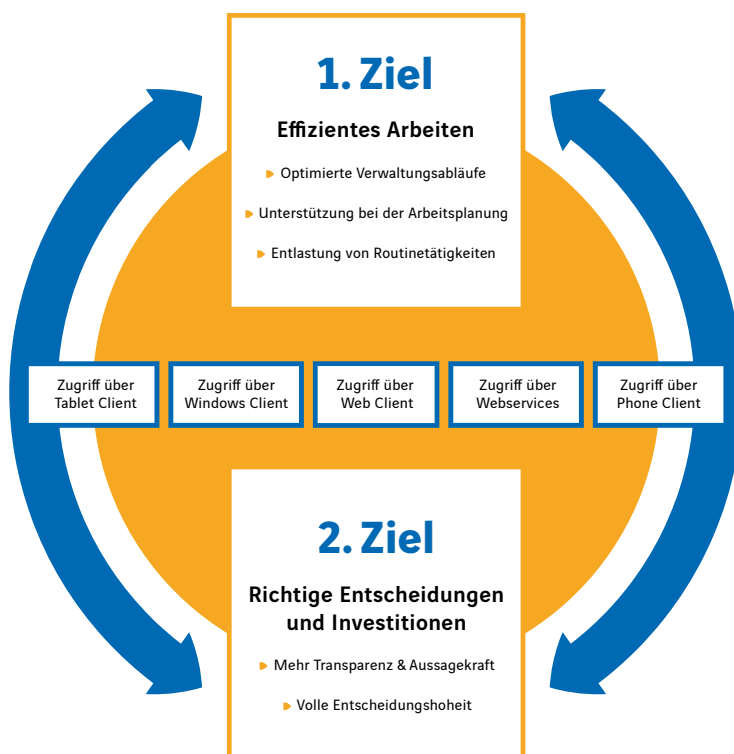 1. Ziel
Effizientes Arbeiten
Optimierte Verwaltungsabläufe
Unterstützung bei der Arbeitsplanung
Entlastung von Routinetätigkeiten
Zugriff über
Tablet Client
Zugriff über
Windows Client
Zugriff über
Web Client
Zugriff über
Webservices
Zugriff über
Phone Client
2. Ziel
Richtige Entscheidungen
und Investitionen
Mehr Transparenz & Aussagekraft
Volle Entscheidungshoheit